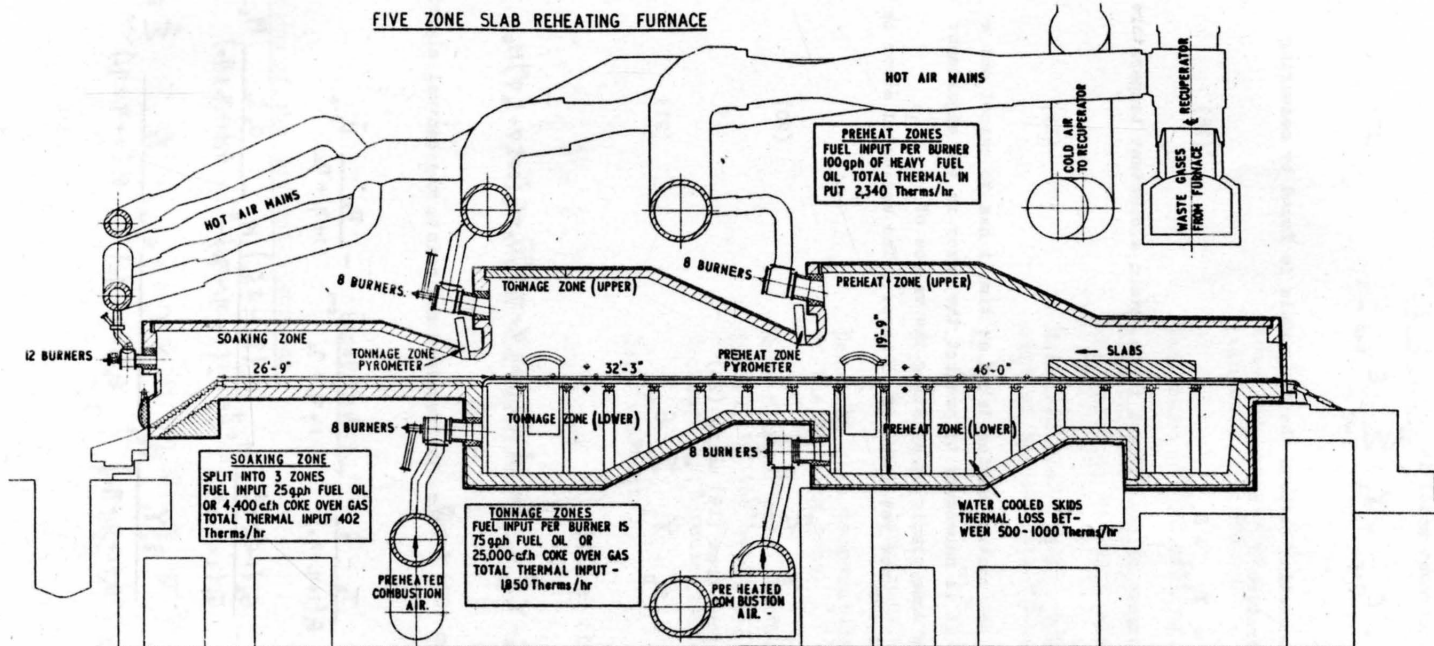 FIVE ZONE SLAB REHEATING FURNACE
HOT AIR MAINS
RECUPERATOR
COLD AIR
TO RECUPERATOR
WASTE GASES
FROM FURNACE
PREHEAT ZONES
FUEL INPUT PER BURNER
100gph OF HEAVY FUEL
OIL TOTAL THERMAL IN
PUT 2,340 Therms/hr
HOT AIR MAINS
8 BURNERS.
TONNAGE ZONE (UPPER)
8 BURNERS
PREHEAT ZONE (UPPER)
SOAKING ZONE
12 BURNERS
TONNAGE ZONE
PYROMETER
PREHEAT ZONE
PYROMETER
19'-9"
SLABS
26'-9"
32'-3"
46'-0"
8 BURNERS
TONNAGE ZONE (LOWER)
8 BURNERS
PREHEAT ZONE (LOWER)
SOAKING ZONE
SPLIT INTO 3 ZONES
FUEL INPUT 25gph FUEL OIL
OR 4,400 cfh COKE OVEN GAS
TOTAL THERMAL INPUT 402
Therms/hr
TONNAGE ZONES
FUEL INPUT PER BURNER IS
75gph FUEL OIL OR
25,000 cfh COKE OVEN GAS
TOTAL THERMAL INPUT -
1,850 Therms/hr
WATER COOLED SKIDS
THERMAL LOSS BET-
WEEN 500-1000 Therms/hr
PREHEATED
COMBUSTION
AIR.
PREHEATED
COMBUSTION
AIR. -